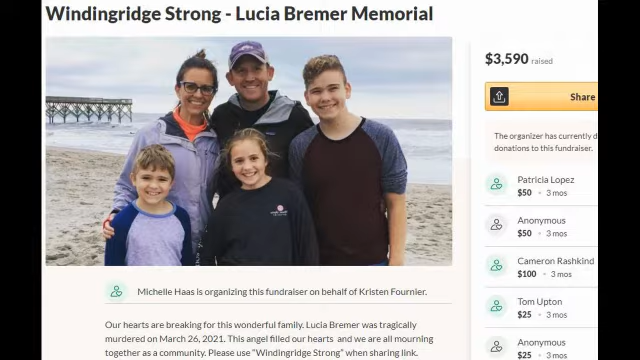 Windingridge Strong - Lucia Bremer Memorial
$3,590 raised
Share
The organizer has currently d
donations to this fundraiser.
Patricia Lopez
$50 • 3 mos
Anonymous
$50 • 3 mos
Cameron Rashkind
$100 • 3 mos
Tom Upton
$25 • 3 mos
Anonymous
$25 • 3 mos
Michelle Haas is organizing this fundraiser on behalf of Kristen Fournier.
Our hearts are breaking for this wonderful family. Lucia Bremer was tragically
murdered on March 26, 2021. This angel filled our hearts and we are all mourning
together as a community. Please use "Windingridge Strong" when sharing link.